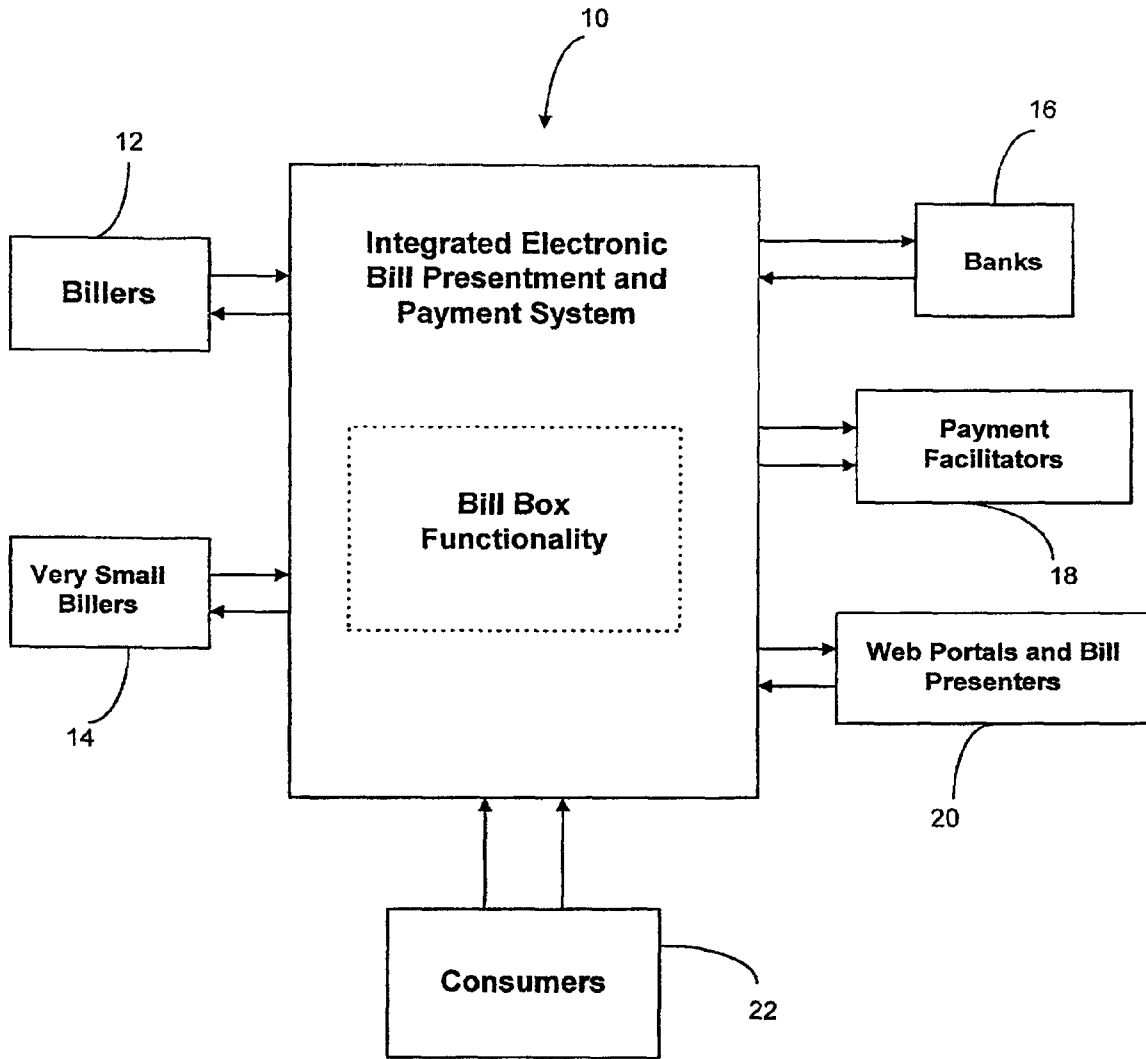 10
12
16
Billers
Integrated Electronic
Bill Presentment and
Payment System
Banks
Payment
Facilitators
18
Bill Box
Functionality
Very Small
Billers
14
Web Portals and Bill
Presenters
20
Consumers
22